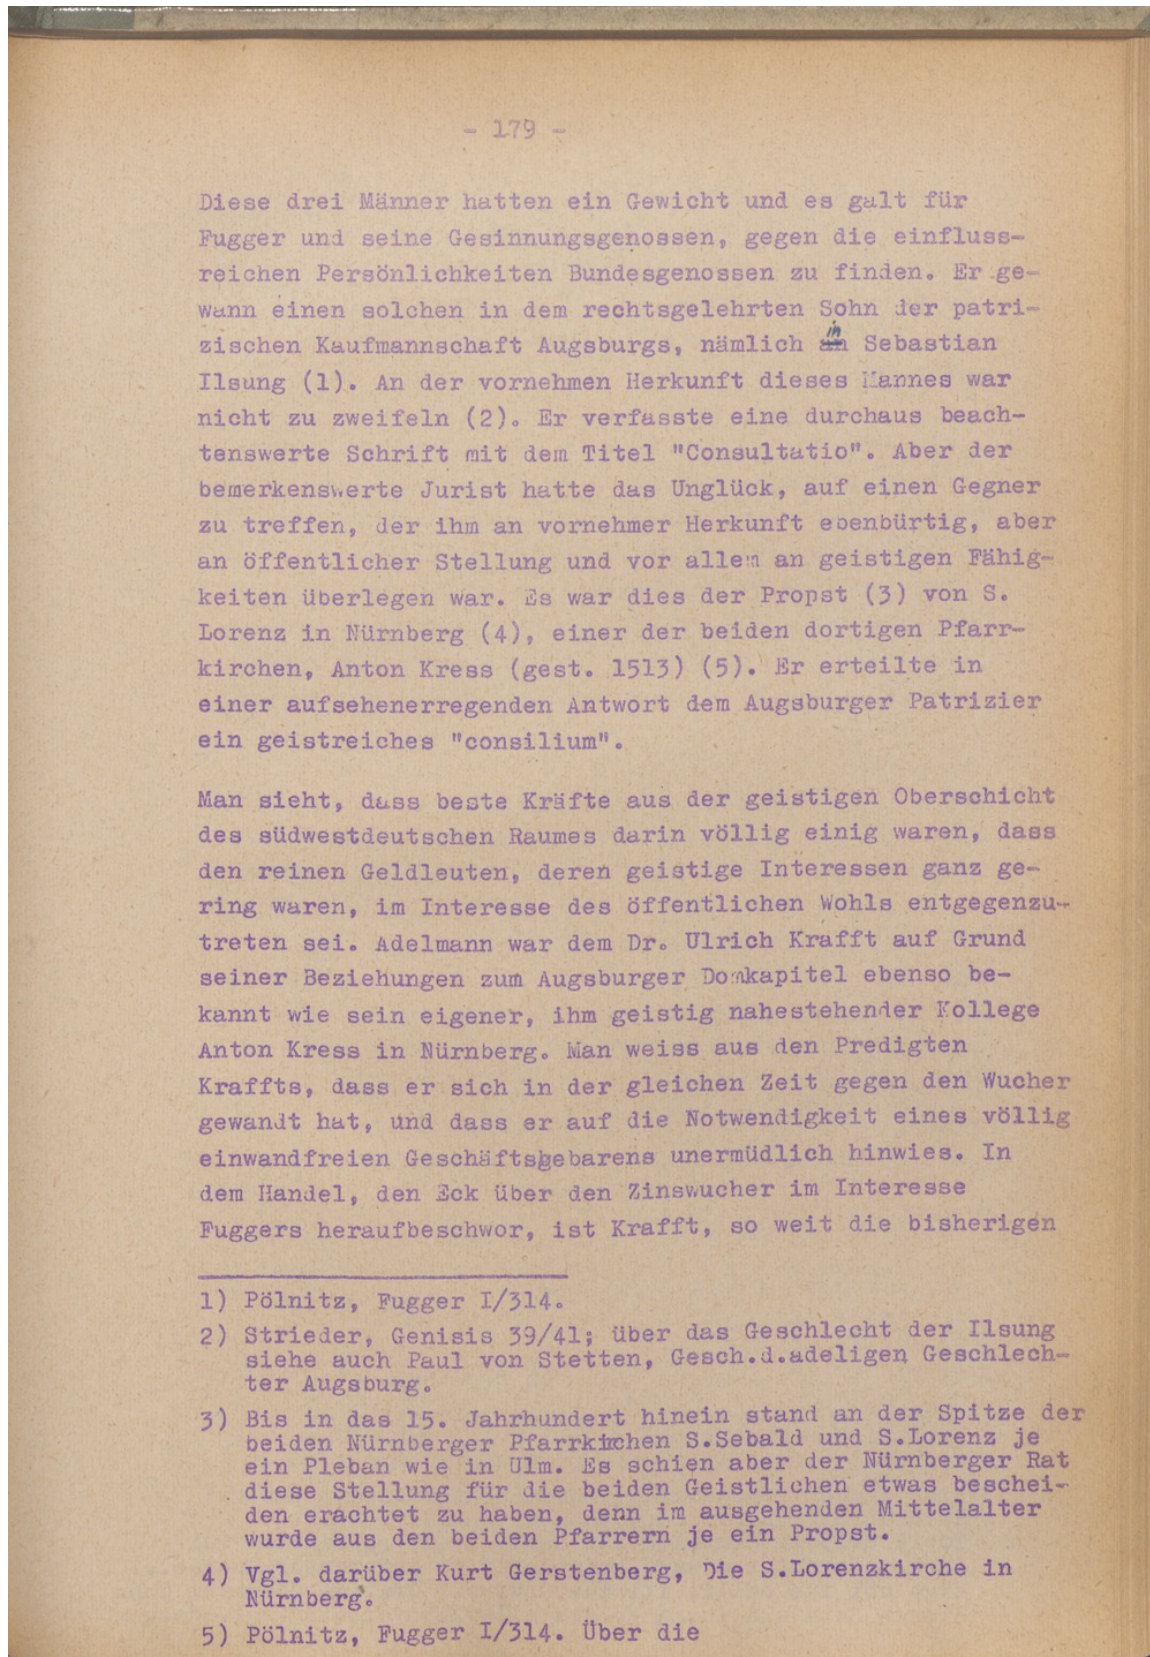 - 179 -
Diese drei Männer hatten ein Gewicht und es galt für
Fugger und seine Gesinnungsgenossen, gegen die einfluss-
reichen Persönlichkeiten Bundesgenossen zu finden. Er ge-
wann einen solchen in dem rechtsgelehrten Sohn der patri-
zischen Kaufmannschaft Augsburgs, nämlich in Sebastian
Ilsung (1). An der vornehmen Herkunft dieses Mannes war
nicht zu zweifeln (2). Er verfasste eine durchaus beach-
tenswerte Schrift mit dem Titel "Consultatio". Aber der
bemerkenswerte Jurist hatte das Unglück, auf einen Gegner
zu treffen, der ihm an vornehmer Herkunft ebenbürtig, aber
an öffentlicher Stellung und vor allem an geistigen Fähig-
keiten überlegen war. Es war dies der Propst (3) von S.
Lorenz in Nürnberg (4), einer der beiden dortigen Pfarr-
kirchen, Anton Kress (gest. 1513) (5). Er erteilte in
einer aufsehenerregenden Antwort dem Augsburger Patrizier
ein geistreiches "consilium".
Man sieht, dass beste Kräfte aus der geistigen Oberschicht
des südwestdeutschen Raumes darin völlig einig waren, dass
den reinen Geldleuten, deren geistige Interessen ganz ge-
ring waren, im Interesse des öffentlichen Wohls entgegenzu-
treten sei. Adelmann war dem Dr. Ulrich Krafft auf Grund
seiner Beziehungen zum Augsburger Domkapitel ebenso be-
kannt wie sein eigener, ihm geistig nahestehender Kollege
Anton Kress in Nürnberg. Man weiss aus den Predigten
Kraffts, dass er sich in der gleichen Zeit gegen den Wucher
gewandt hat, und dass er auf die Notwendigkeit eines völlig
einwandfreien Geschäftsgebarens unermüdlich hinwies. In
dem Handel, den Eck über den Zinswucher im Interesse
Fuggers heraufbeschwor, ist Krafft, so weit die bisherigen
1) Pölnitz, Fugger I/314.
2) Strieder, Genisis 39/41; über das Geschlecht der Ilsung
siehe auch Paul von Stetten, Gesch.d.adeligen Geschlech-
ter Augsburg.
3) Bis in das 15. Jahrhundert hinein stand an der Spitze der
beiden Nürnberger Pfarrkirchen S.Sebald und S.Lorenz je
ein Pleban wie in Ulm. Es schien aber der Nürnberger Rat
diese Stellung für die beiden Geistlichen etwas beschei-
den erachtet zu haben, denn im ausgehenden Mittelalter
wurde aus den beiden Pfarrern je ein Propst.
4) Vgl. darüber Kurt Gerstenberg, Die S.Lorenzkirche in
Nürnberg.
5) Pölnitz, Fugger I/314. Über die